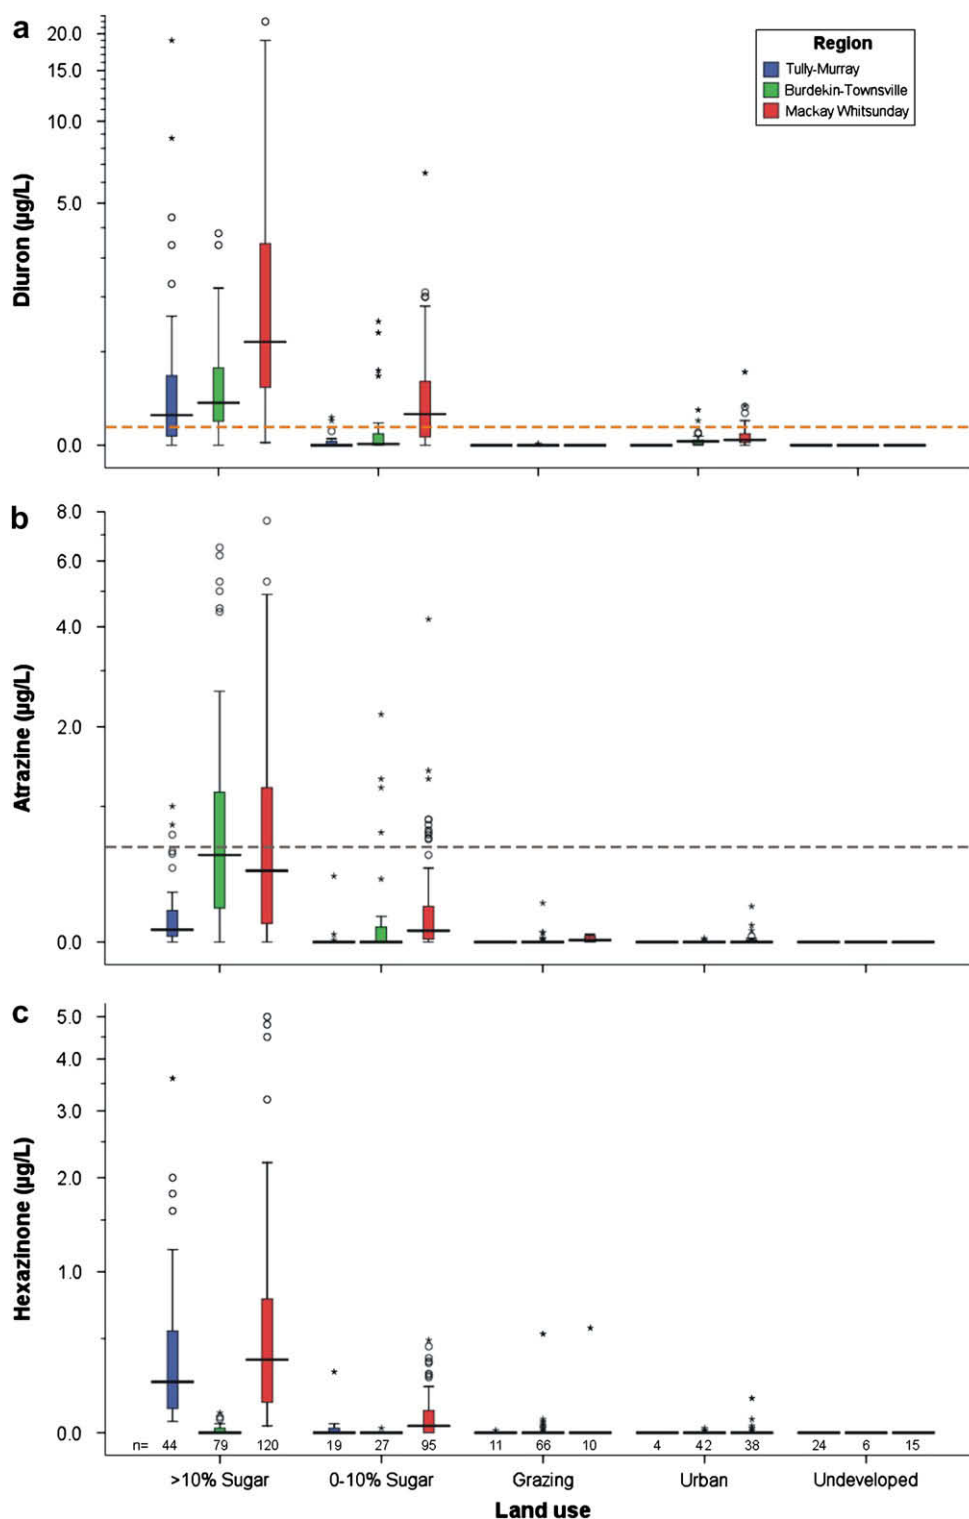 a
20.0
15.0
10.0
5.0
0.0
Diuron (µg/L)
Region
Tully-Murray
Burdekin-Townsville
Mackay Whitsunday
b
8.0
6.0
4.0
2.0
0.0
Atrazine (µg/L)
c
5.0
4.0
3.0
2.0
1.0
0.0
Hexazinone (µg/L)
n= 44 79 120 19 27 95 11 66 10 4 42 38 24 6 15
>10% Sugar 0-10% Sugar Grazing Urban Undeveloped
Land use